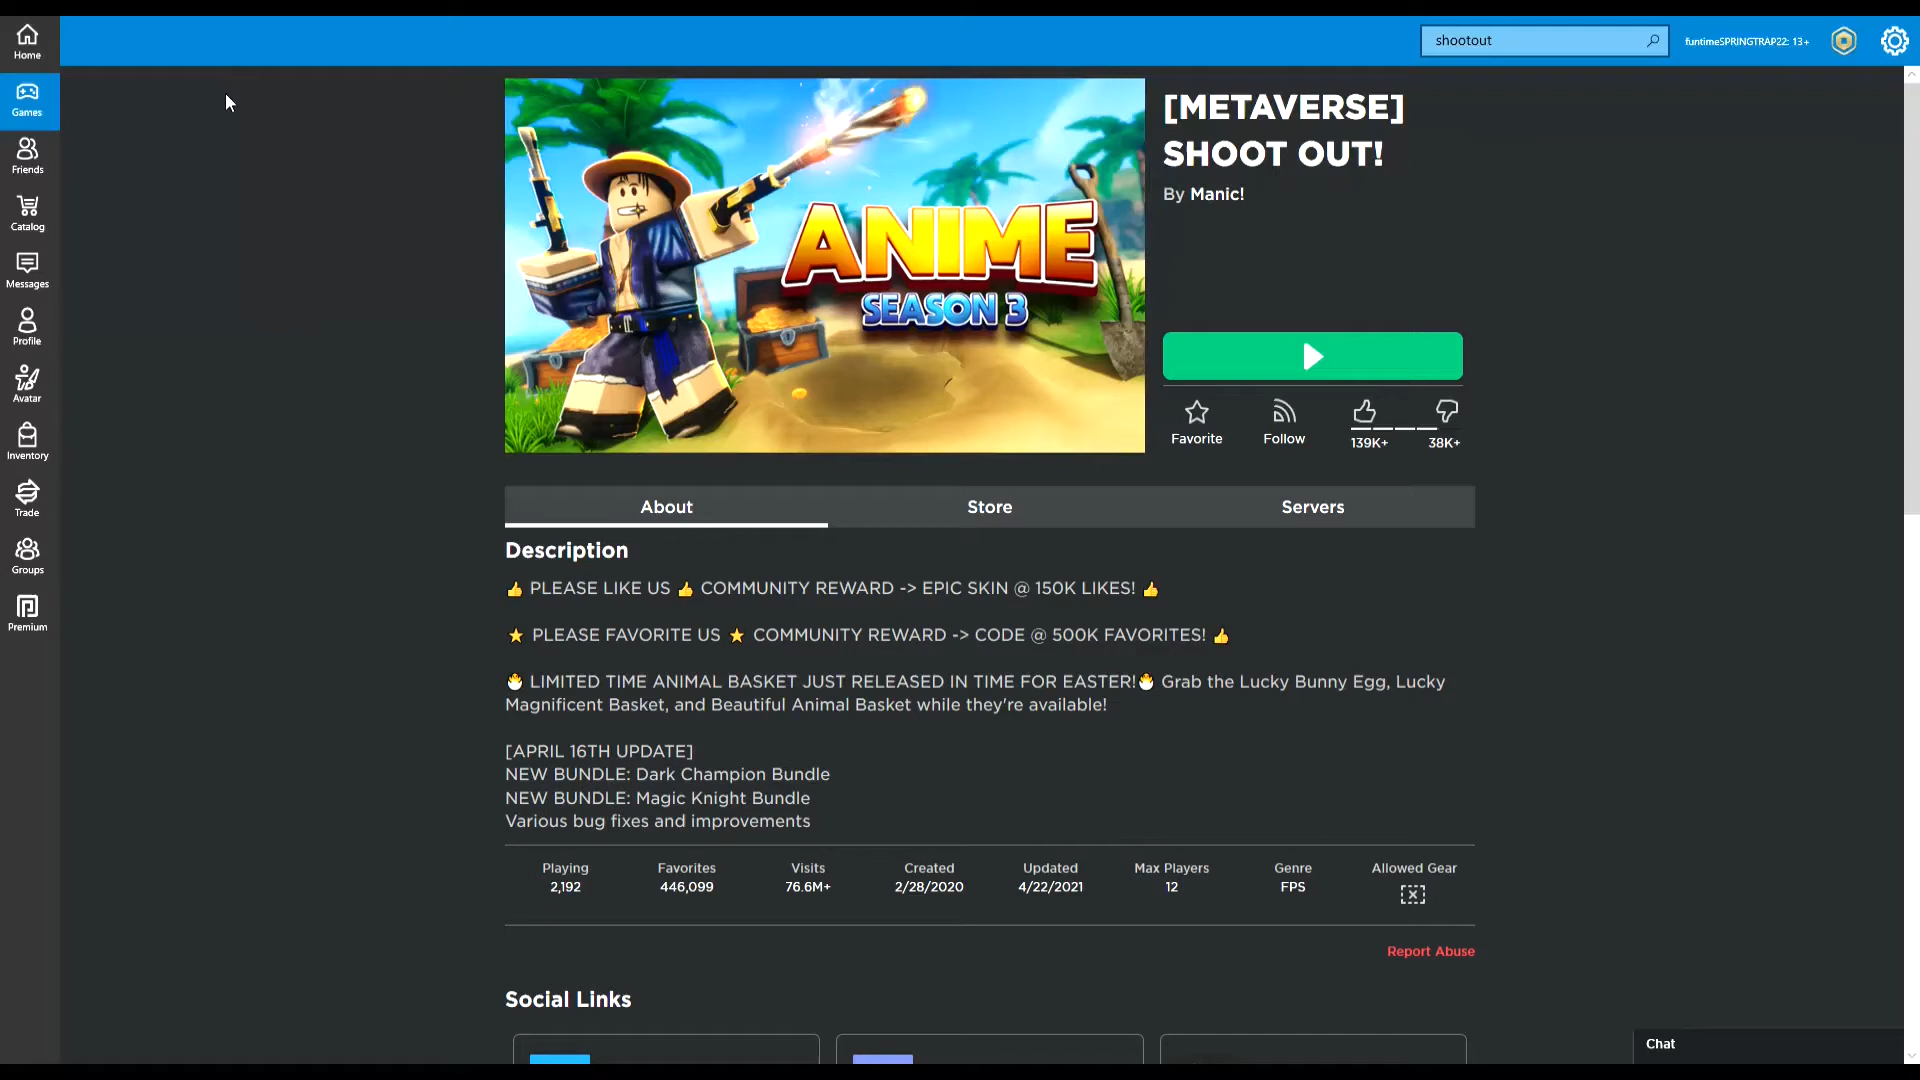 Home
shootout
funtimeSPRINGTRAP22: 13+
Games
Friends
Catalog
Messages
Profile
Avatar
Inventory
Trade
Groups
Premium
ANIME
SEASON 3
[METAVERSE]
SHOOT OUT!
By Manic!
Favorite
Follow
139K+
38K+
About
Store
Servers
Description
👍 PLEASE LIKE US 👍 COMMUNITY REWARD -> EPIC SKIN @ 150K LIKES! 👍
⭐ PLEASE FAVORITE US ⭐ COMMUNITY REWARD -> CODE @ 500K FAVORITES! 👍
🐣 LIMITED TIME ANIMAL BASKET JUST RELEASED IN TIME FOR EASTER!🐣 Grab the Lucky Bunny Egg, Lucky
Magnificent Basket, and Beautiful Animal Basket while they're available!
[APRIL 16TH UPDATE]
NEW BUNDLE: Dark Champion Bundle
NEW BUNDLE: Magic Knight Bundle
Various bug fixes and improvements
Playing Favorites Visits Created Updated Max Players Genre Allowed Gear
2,192 446,099 76.6M+ 2/28/2020 4/22/2021 12 FPS
Report Abuse
Social Links
Chat